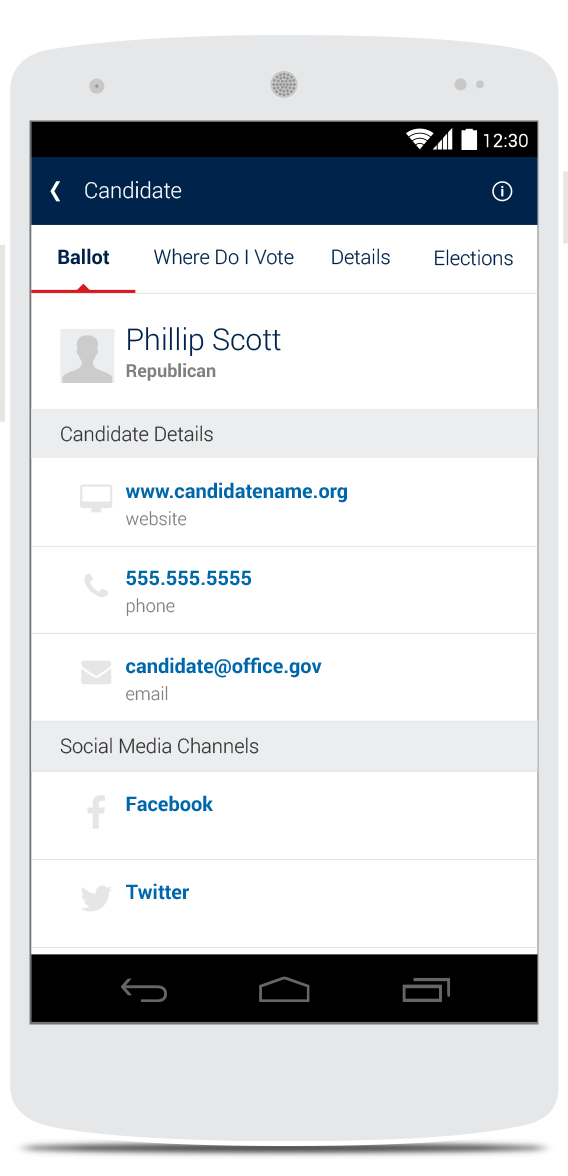 12:30
Candidate
Ballot Where Do I Vote Details Elections
Phillip Scott
Republican
Candidate Details
www.candidatename.org
website
555.555.5555
phone
candidate@office.gov
email
Social Media Channels
Facebook
Twitter